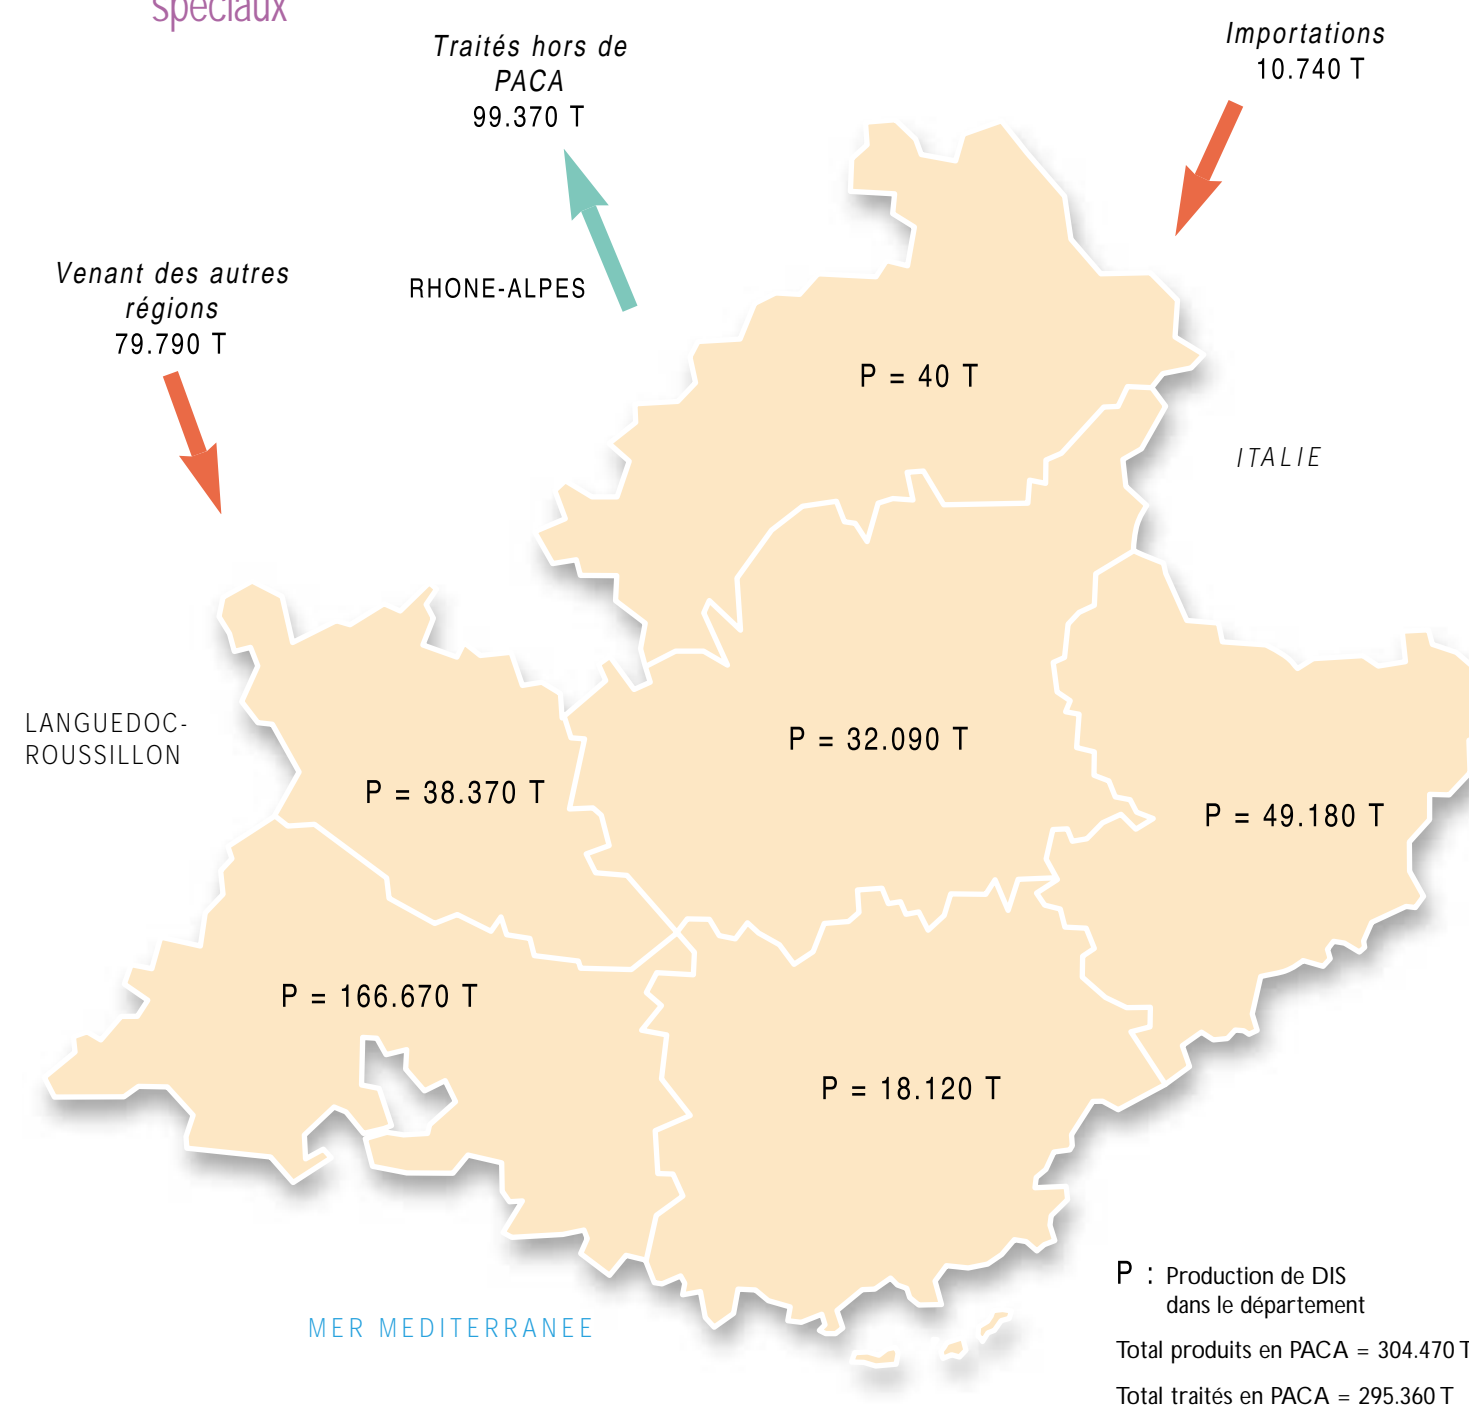 spéciaux
Traités hors de
PACA
99.370 T
Importations
10.740 T
Venant des autres
régions
79.790 T
RHONE-ALPES
P = 40 T
ITALIE
LANGUEDOC-
ROUSSILLON
P = 32.090 T
P = 38.370 T
P = 49.180 T
P = 166.670 T
P = 18.120 T
MER MEDITERRANEE
P : Production de DIS
dans le département
Total produits en PACA = 304.470 T
Total traités en PACA = 295.360 T